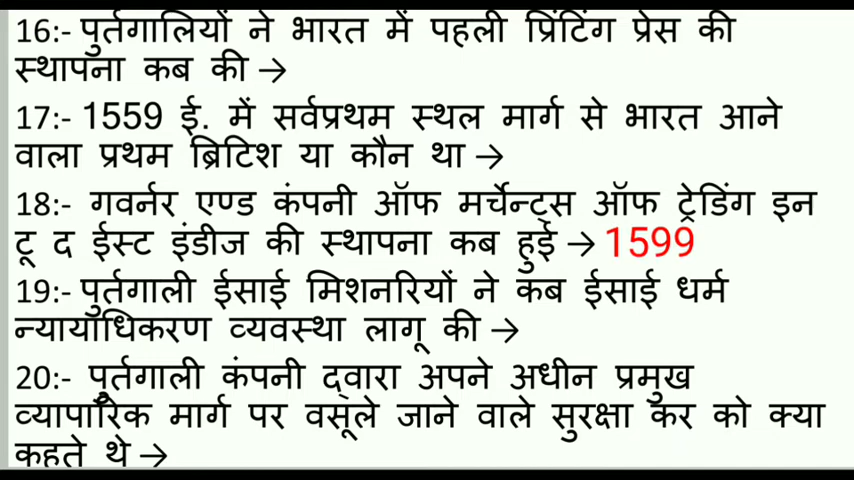 16:- पुर्तगालियों ने भारत में पहली प्रिंटिंग प्रेस की
स्थापना कब की →
17:- 1559 ई. में सर्वप्रथम स्थल मार्ग से भारत आने
वाला प्रथम ब्रिटिश या कौन था →
18:- गवर्नर एण्ड कंपनी ऑफ मर्चेन्ट्स ऑफ ट्रेडिंग इन
टू द ईस्ट इंडीज की स्थापना कब हुई → 1599
19:- पुर्तगाली ईसाई मिशनरियों ने कब ईसाई धर्म
न्यायाधिकरण व्यवस्था लागू की →
20:- पुर्तगाली कंपनी द्वारा अपने अधीन प्रमुख
व्यापारिक मार्ग पर वसूले जाने वाले सुरक्षा कर को क्या
कहते थे →